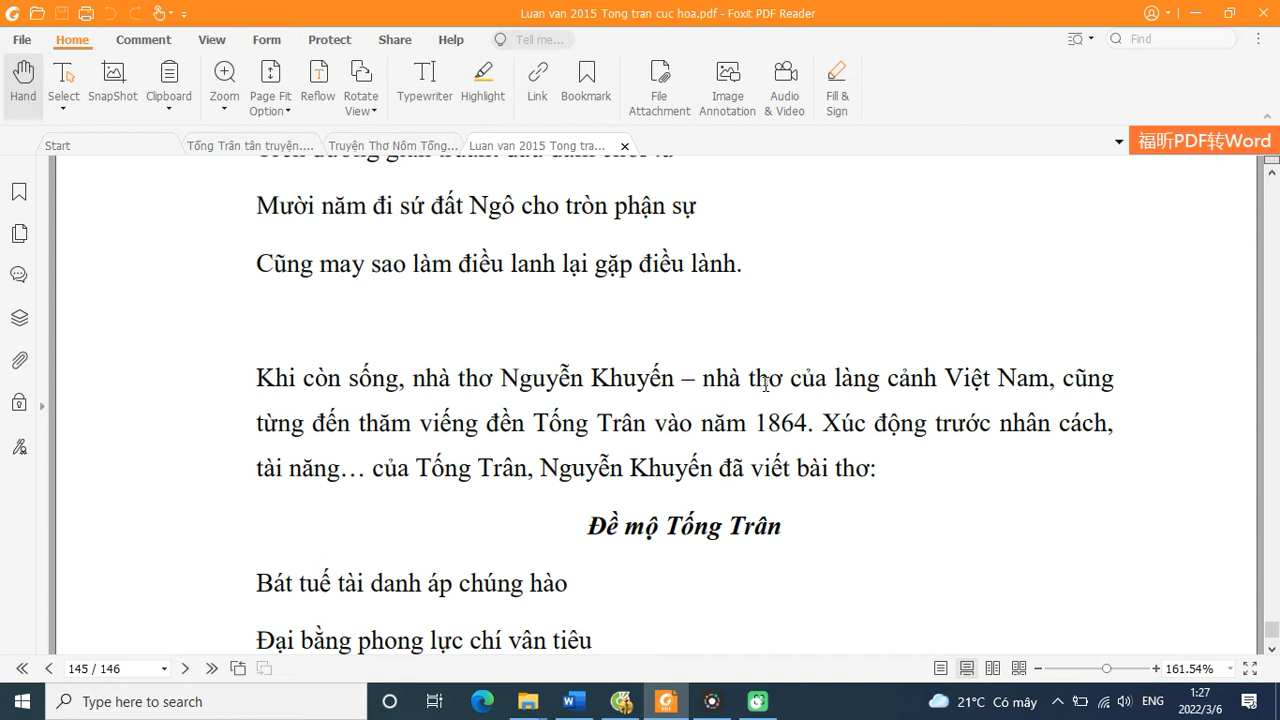 Luan van 2015 Tong tran cuc hoa.pdf - Foxit PDF Reader
File Home Comment View Form Protect Share Help Tell me... Find
Hand Select SnapShot Clipboard Zoom Page Fit Option Reflow Rotate View Typewriter Highlight Link Bookmark File Attachment Image Annotation Audio & Video Fill & Sign
Start Tống Trân tân truyện.... Truyện Thơ Nôm Tống... Luan van 2015 Tong tra... 福昕PDF转Word
Mười năm đi sứ đất Ngô cho tròn phận sự
Cũng may sao làm điều lanh lại gặp điều lành.
Khi còn sống, nhà thơ Nguyễn Khuyến – nhà thơ của làng cảnh Việt Nam, cũng
từng đến thăm viếng đền Tống Trân vào năm 1864. Xúc động trước nhân cách,
tài năng… của Tống Trân, Nguyễn Khuyến đã viết bài thơ:
Đề mộ Tống Trân
Bát tuế tài danh áp chúng hào
Đại bằng phong lực chí vân tiêu
145 / 146 161.54%
Type here to search 21°C Có mây ENG 1:27
2022/3/6